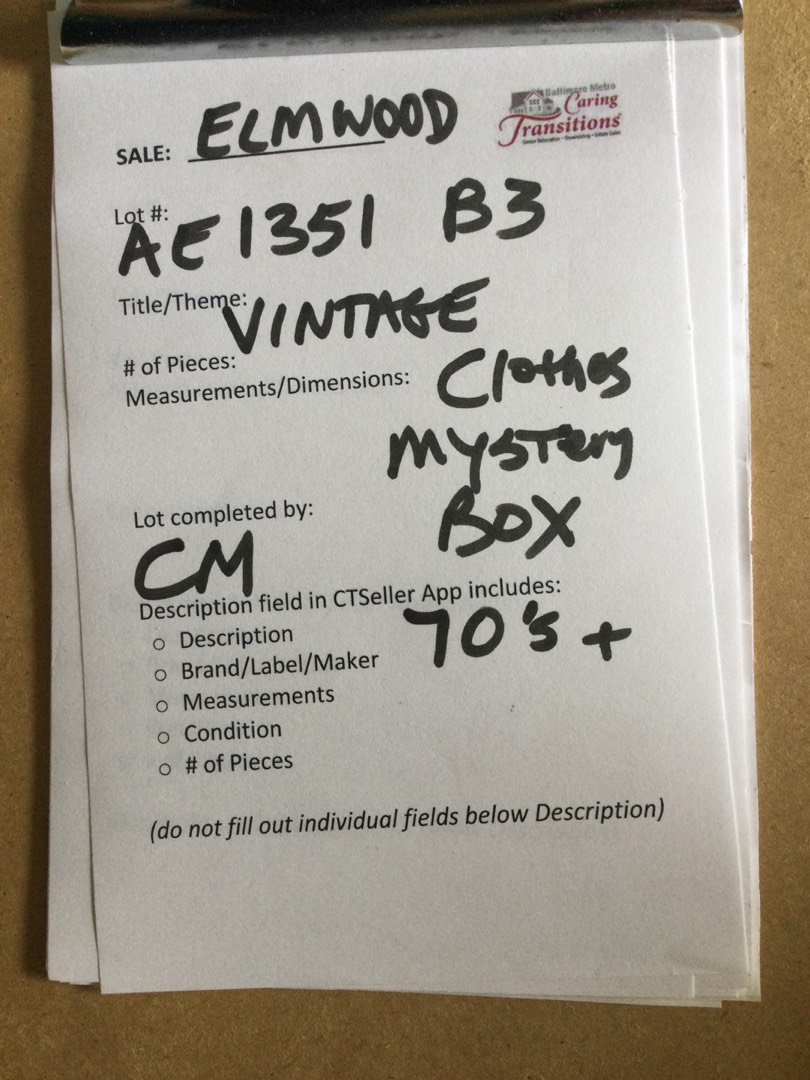 Baltimore Metro
Caring
Transitions
SALE: ELMWOOD
Lot #:
AE1351 B3
Title/Theme: VINTAGE
# of Pieces:
Measurements/Dimensions: Clothes
MYSTery
BOX
Lot completed by:
CM
Description field in CTSeller App includes:
70's +
○ Description
○ Brand/Label/Maker
○ Measurements
○ Condition
○ # of Pieces
(do not fill out individual fields below Description)